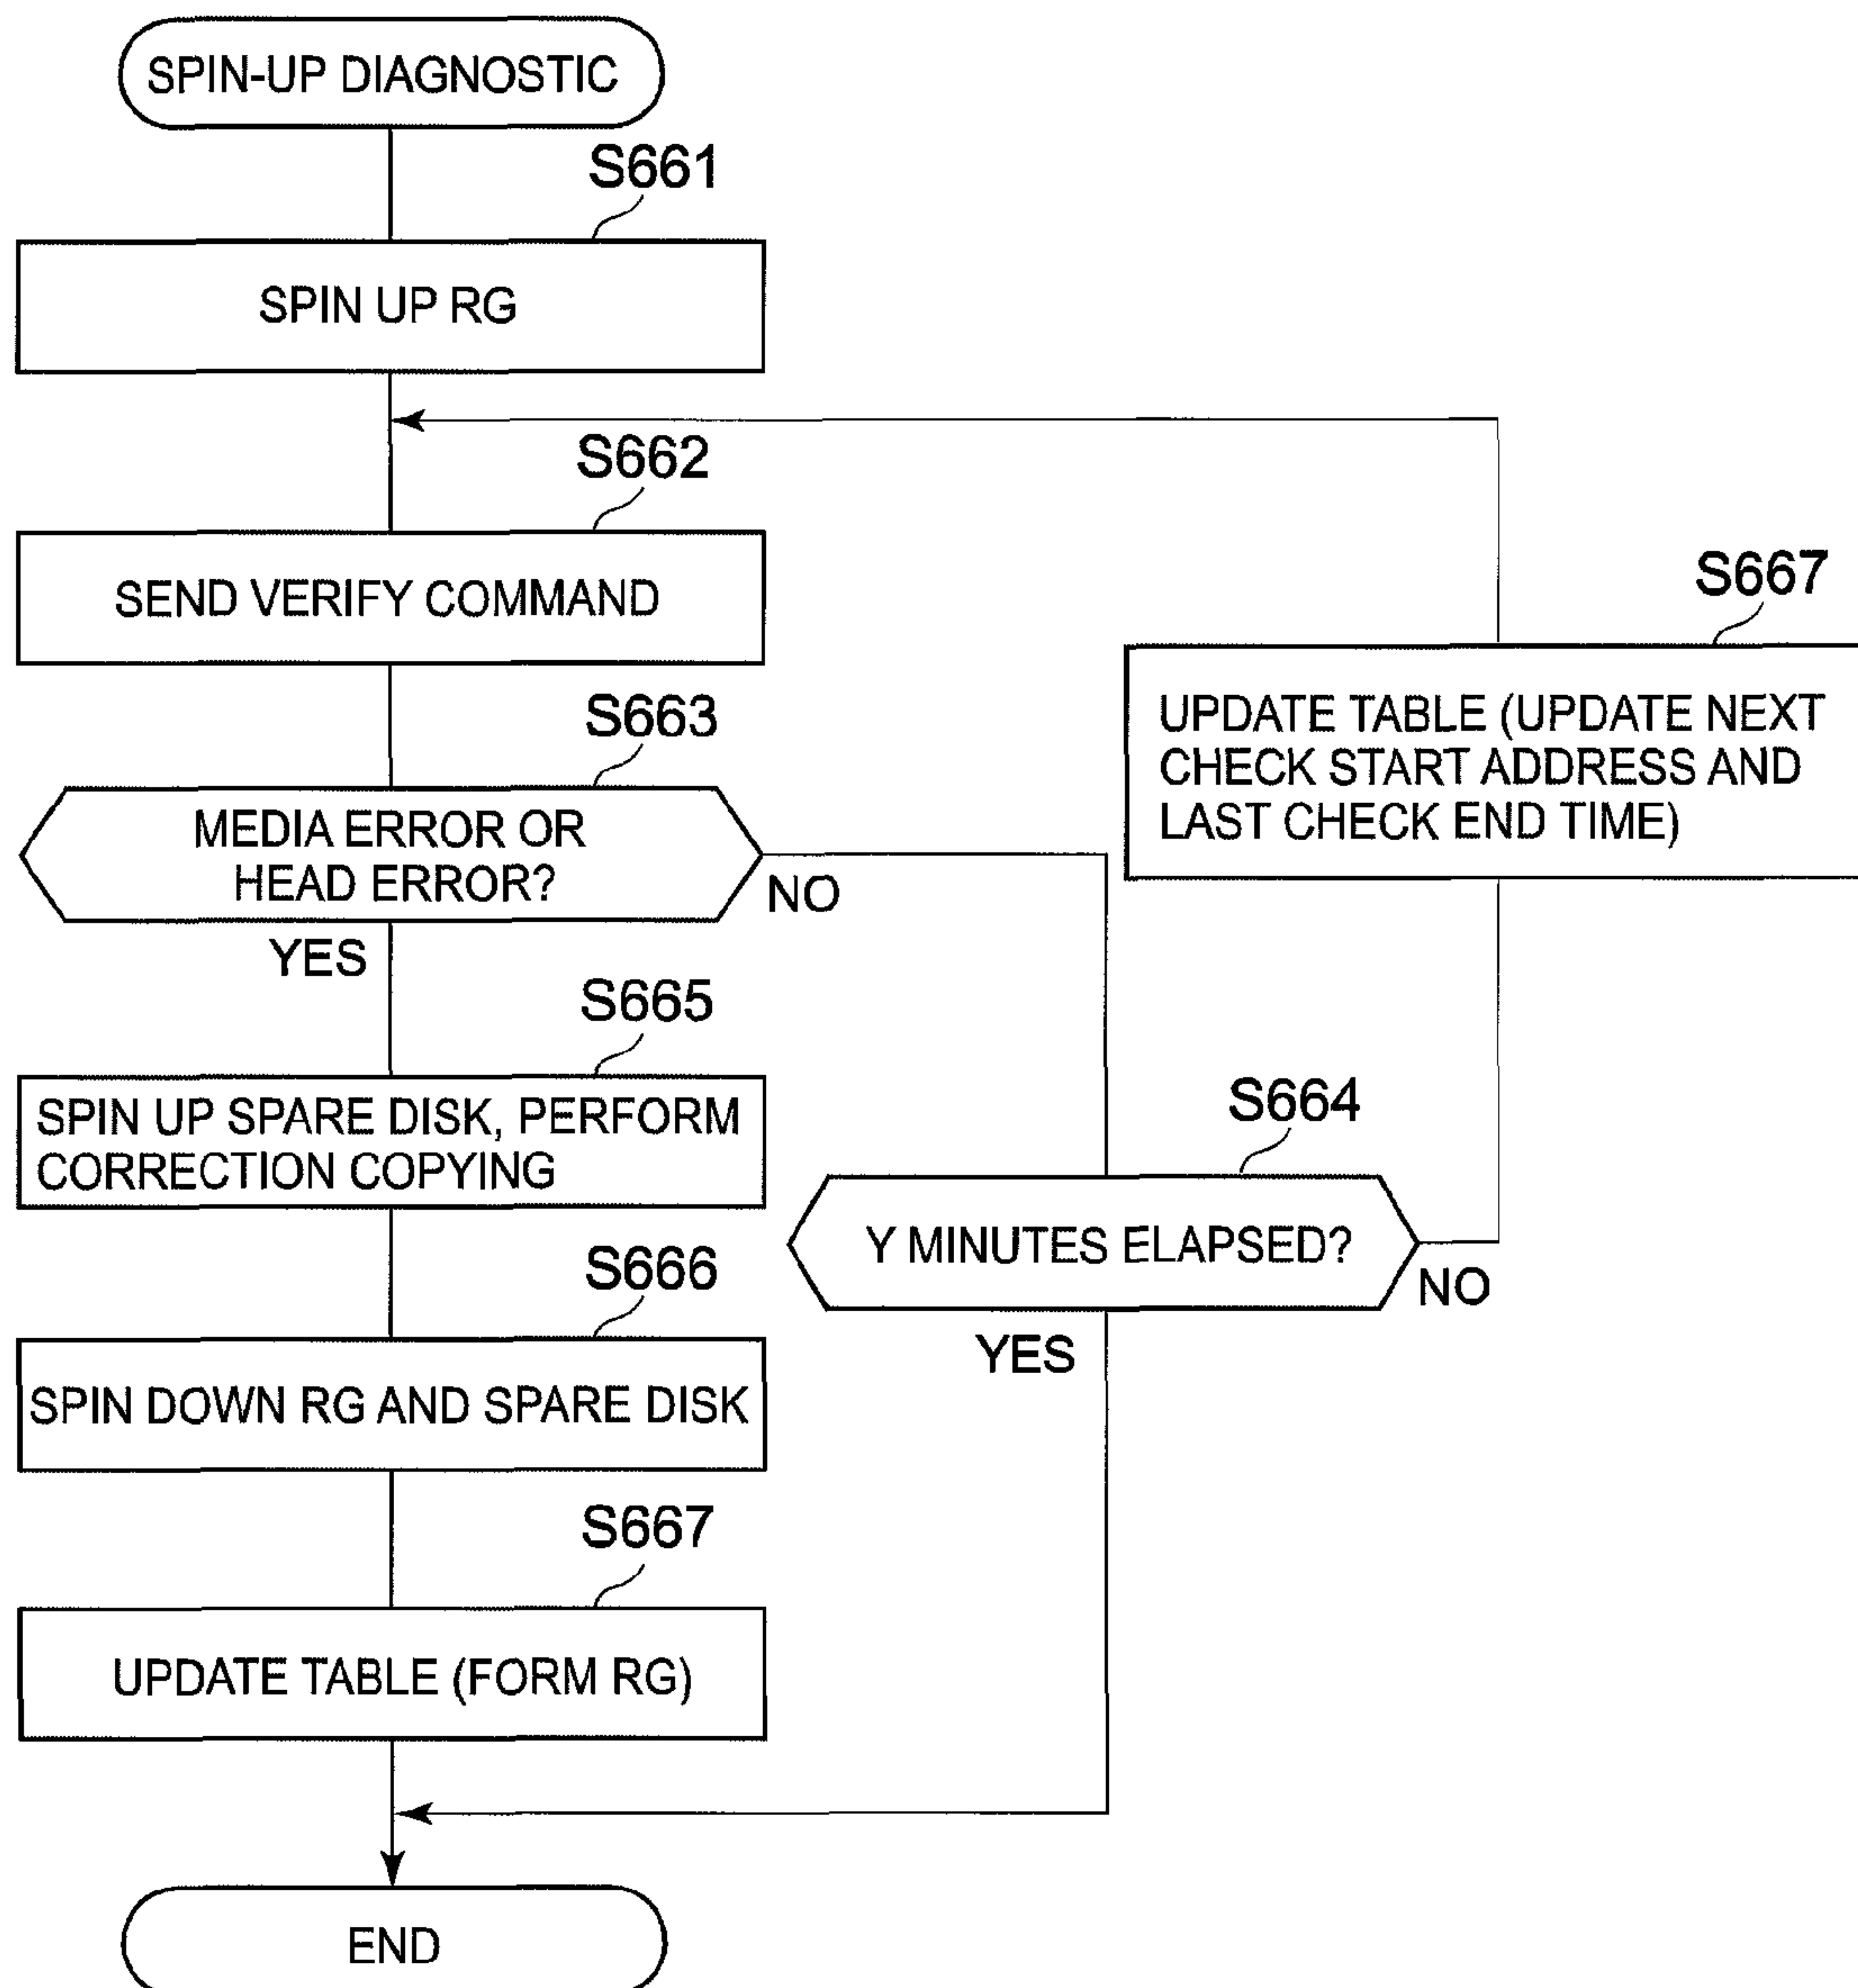 SPIN-UP DIAGNOSTIC
S661
SPIN UP RG
S662
SEND VERIFY COMMAND
S663
MEDIA ERROR OR
HEAD ERROR?
NO
YES
S665
SPIN UP SPARE DISK, PERFORM
CORRECTION COPYING
S666
SPIN DOWN RG AND SPARE DISK
S667
UPDATE TABLE (FORM RG)
END
S667
UPDATE TABLE (UPDATE NEXT
CHECK START ADDRESS AND
LAST CHECK END TIME)
S664
Y MINUTES ELAPSED?
NO
YES